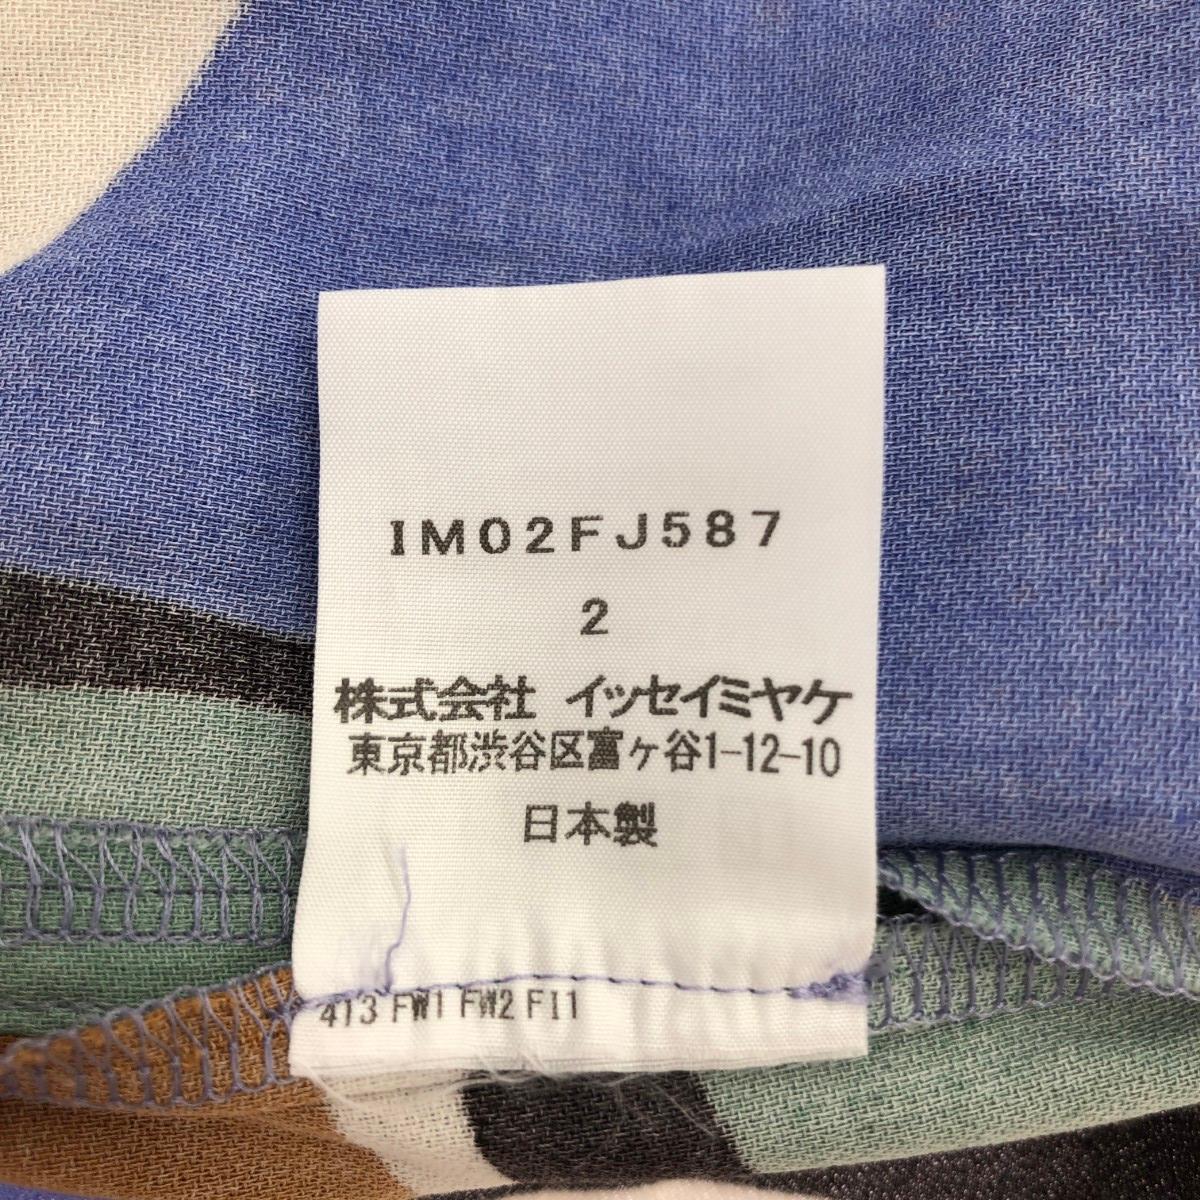 IM02FJ587
2
株式会社 イッセイミヤケ
東京都渋谷区富ヶ谷1-12-10
日本製
413 FW1 FW2 FI1